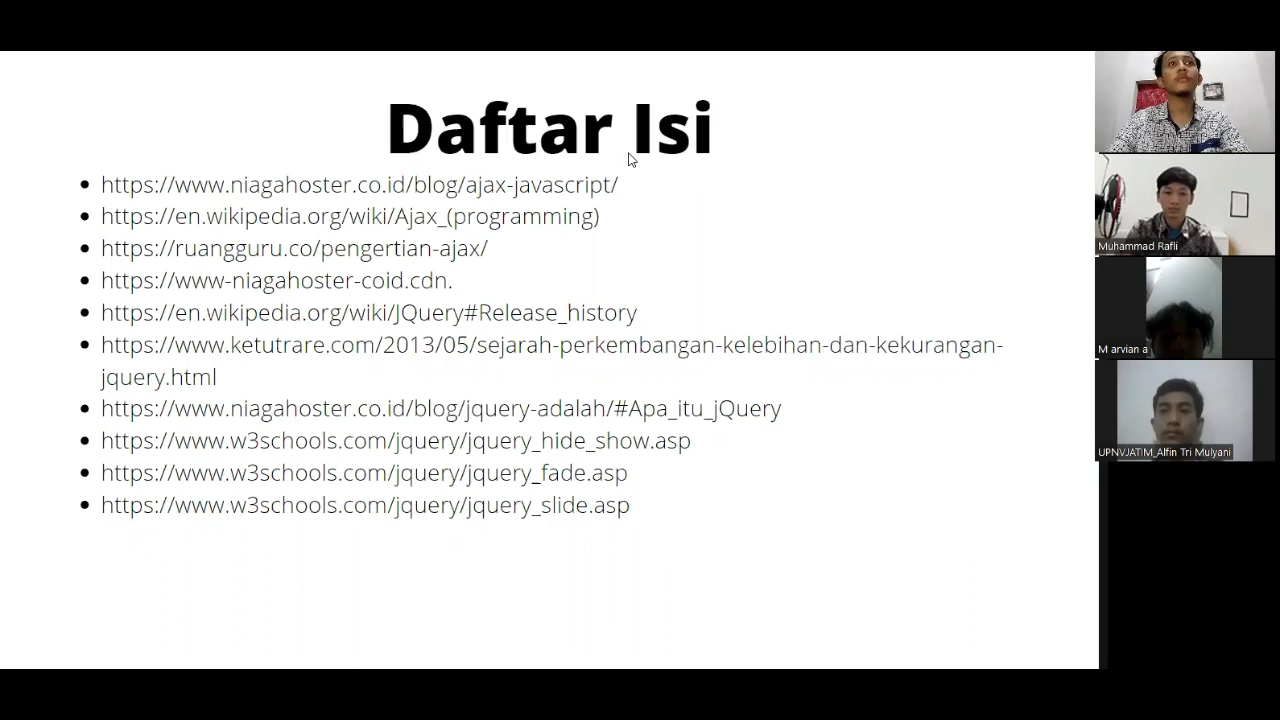 Daftar Isi
https://www.niagahoster.co.id/blog/ajax-javascript/
https://en.wikipedia.org/wiki/Ajax_(programming)
https://ruangguru.co/pengertian-ajax/
https://www-niagahoster-coid.cdn.
https://en.wikipedia.org/wiki/JQuery#Release_history
https://www.ketutrare.com/2013/05/sejarah-perkembangan-kelebihan-dan-kekurangan-
jquery.html
https://www.niagahoster.co.id/blog/jquery-adalah/#Apa_itu_jQuery
https://www.w3schools.com/jquery/jquery_hide_show.asp
https://www.w3schools.com/jquery/jquery_fade.asp
https://www.w3schools.com/jquery/jquery_slide.asp
Muhammad Rafli
M arvian a
UPNVJATIM_Alfin Tri Mulyani